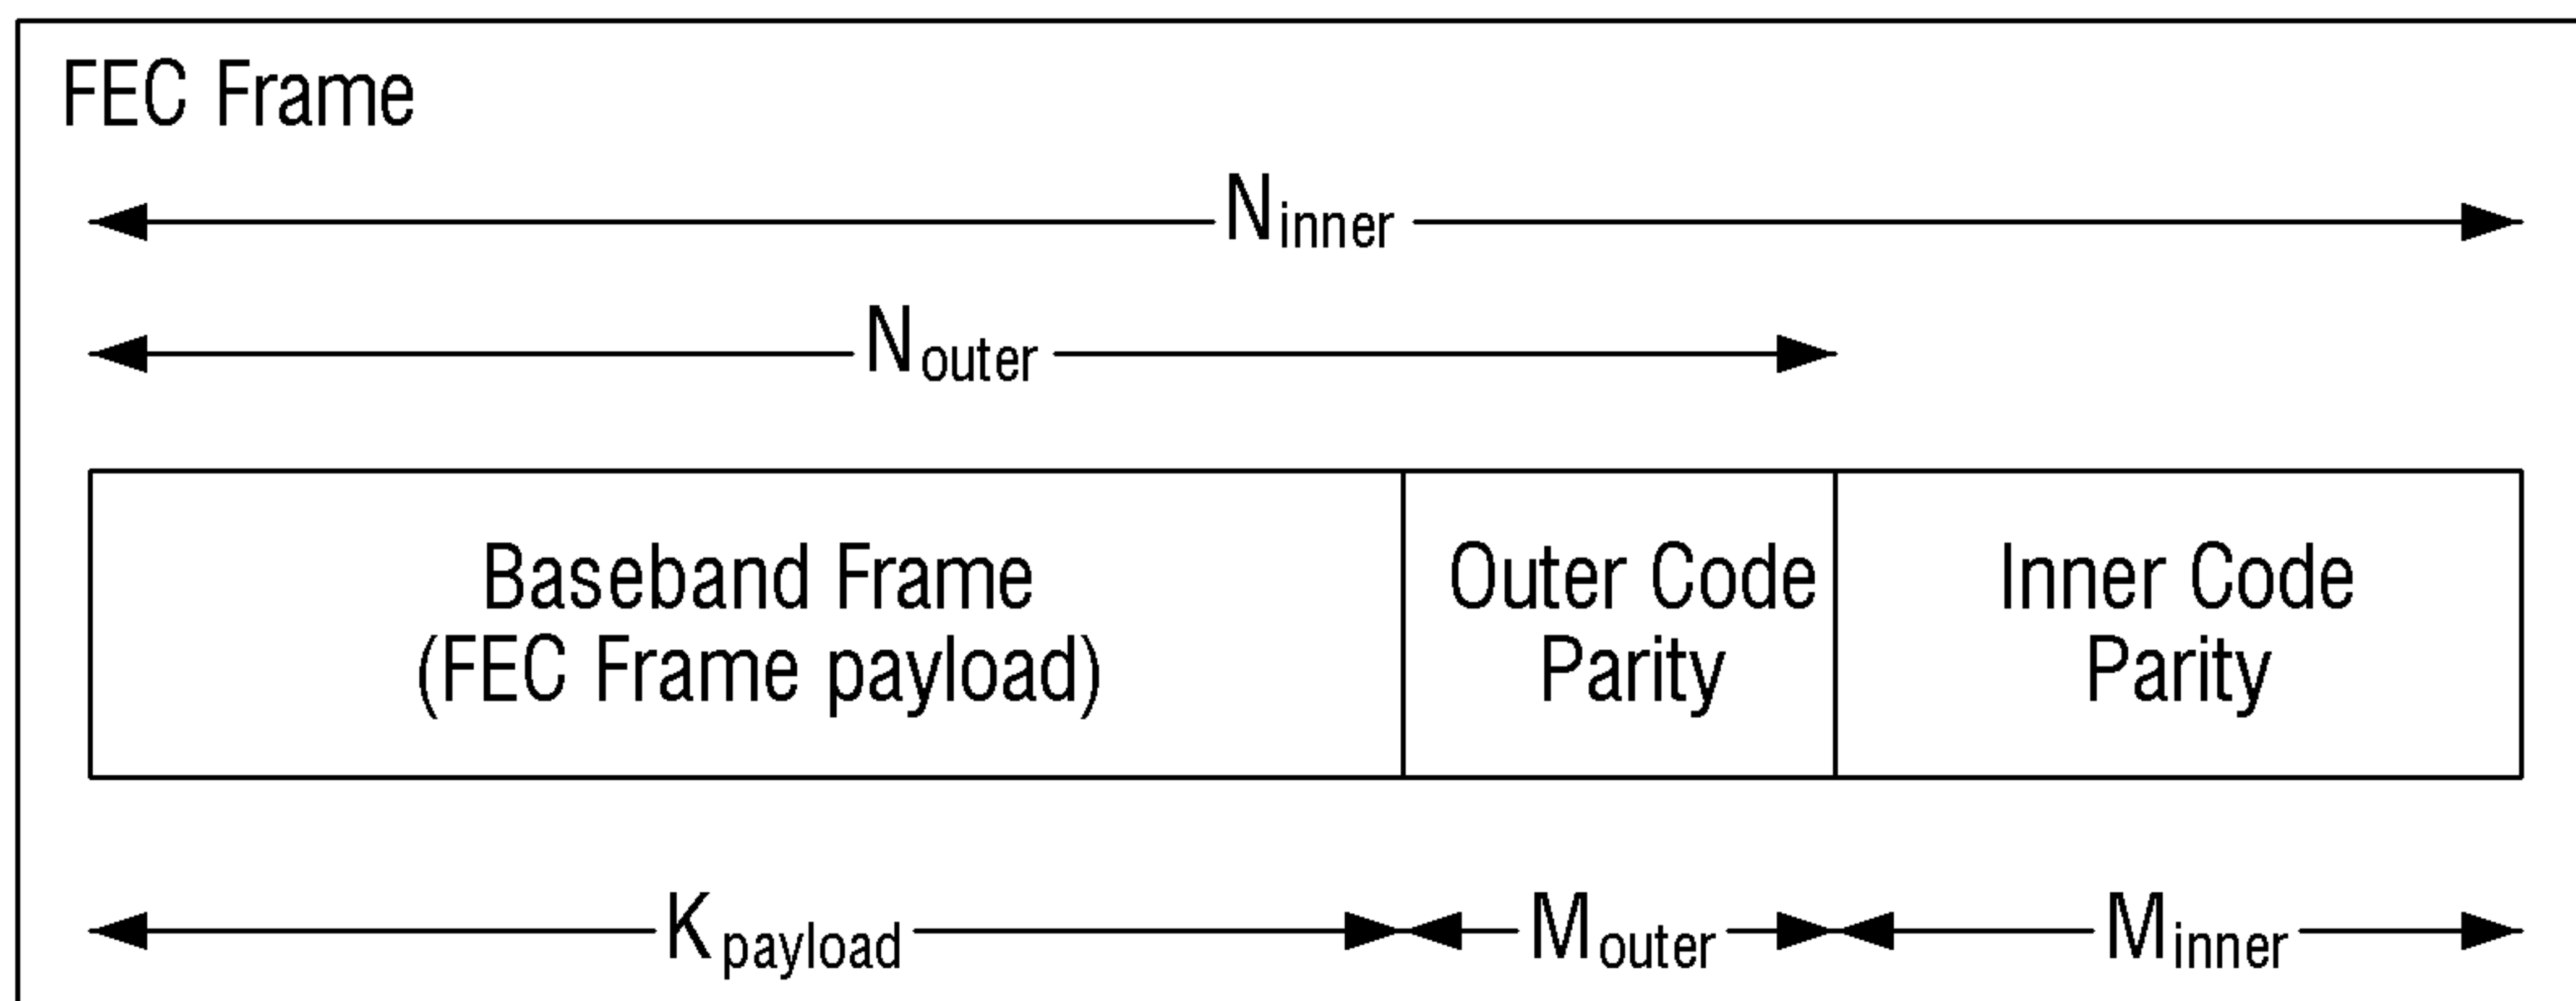 FEC Frame
Ninner
Nouter
Baseband Frame
(FEC Frame payload)
Outer Code
Parity
Inner Code
Parity
Kpayload
Mouter
Minner